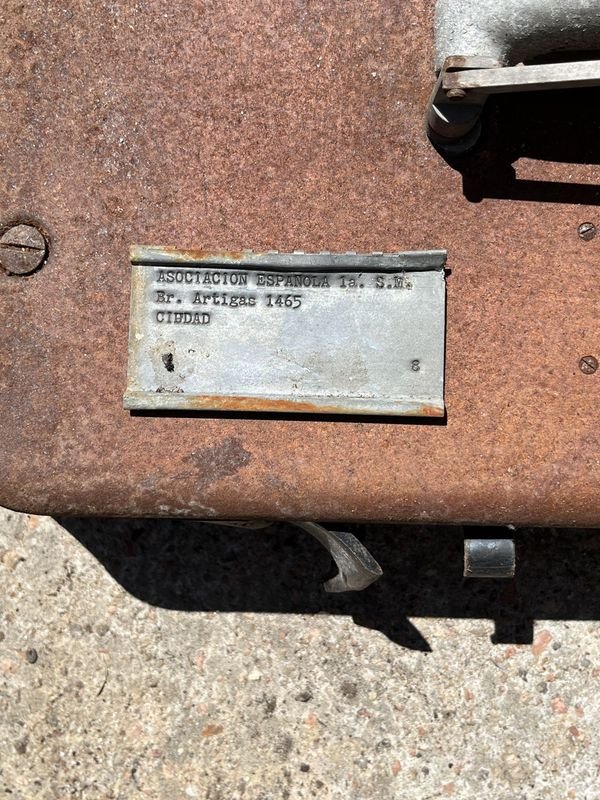 ASOCIACION ESPAÑOLA 1a. S.M.
Br. Artigas 1465
CIUDAD
8